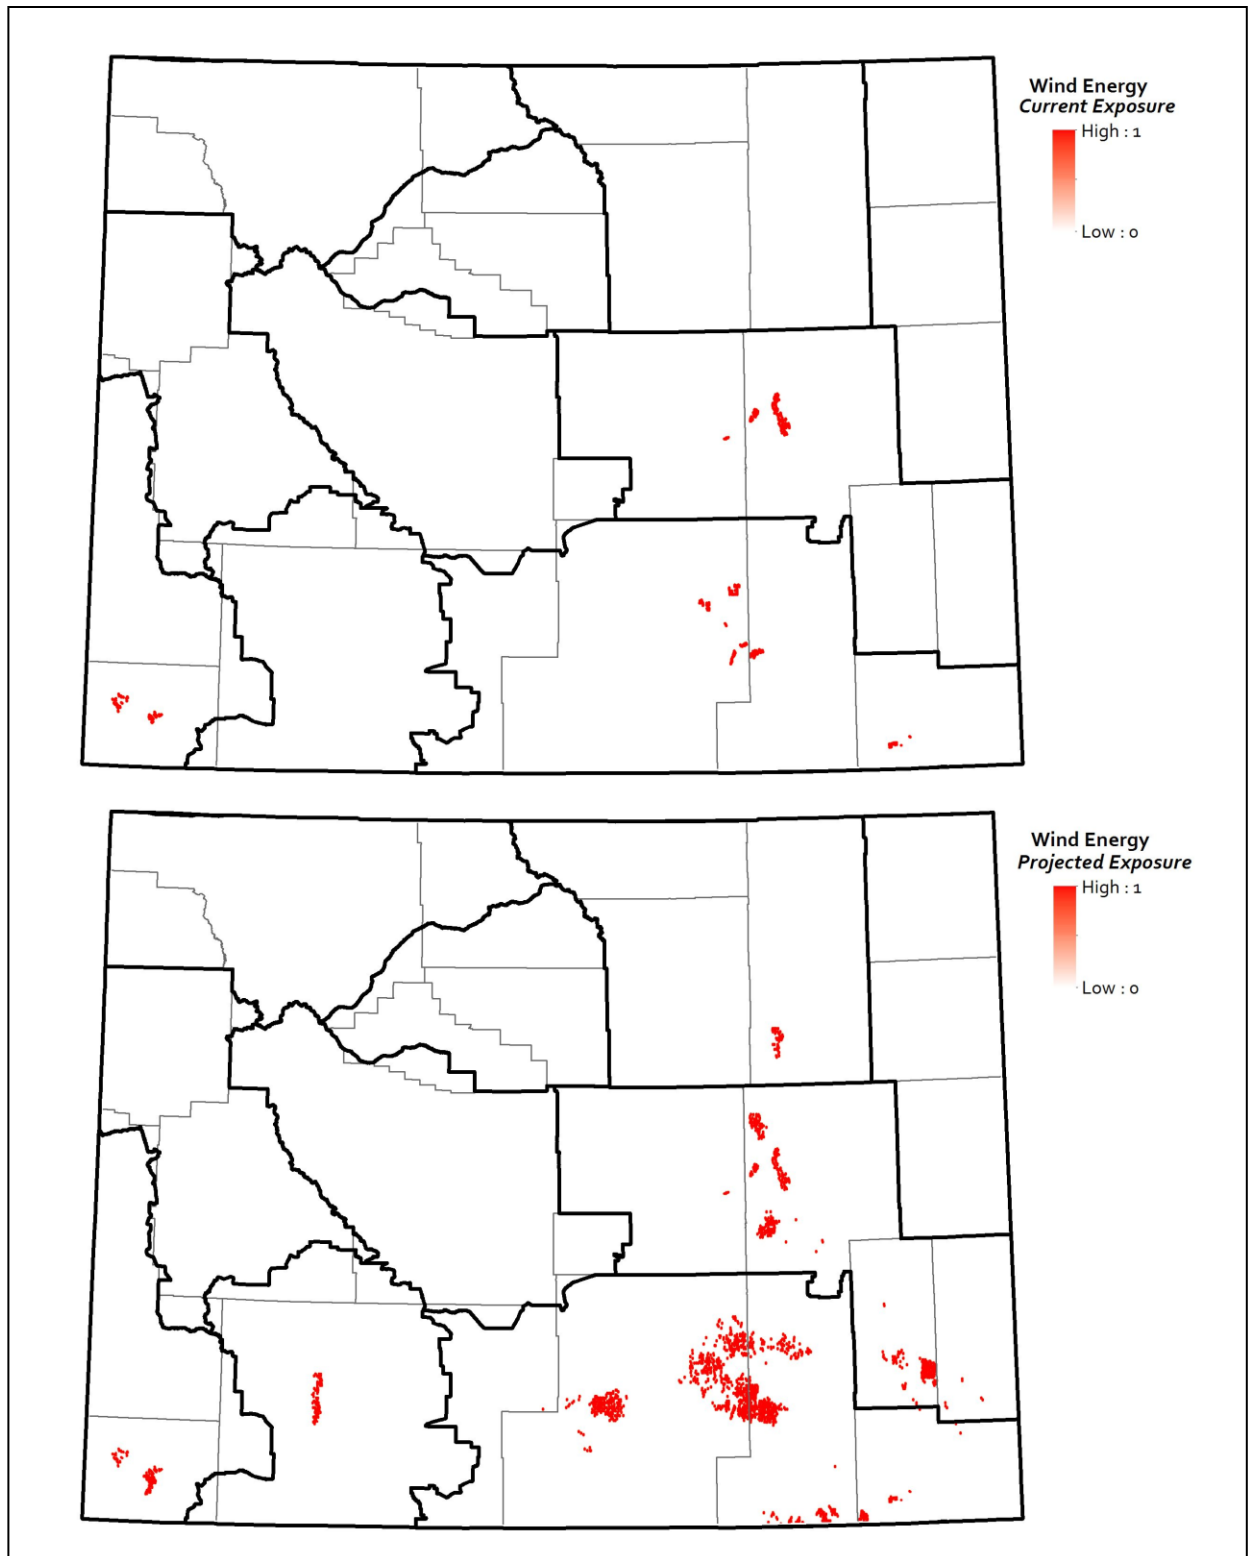 Wind Energy
Current Exposure
High : 1
Low : 0
Wind Energy
Projected Exposure
High : 1
Low : 0